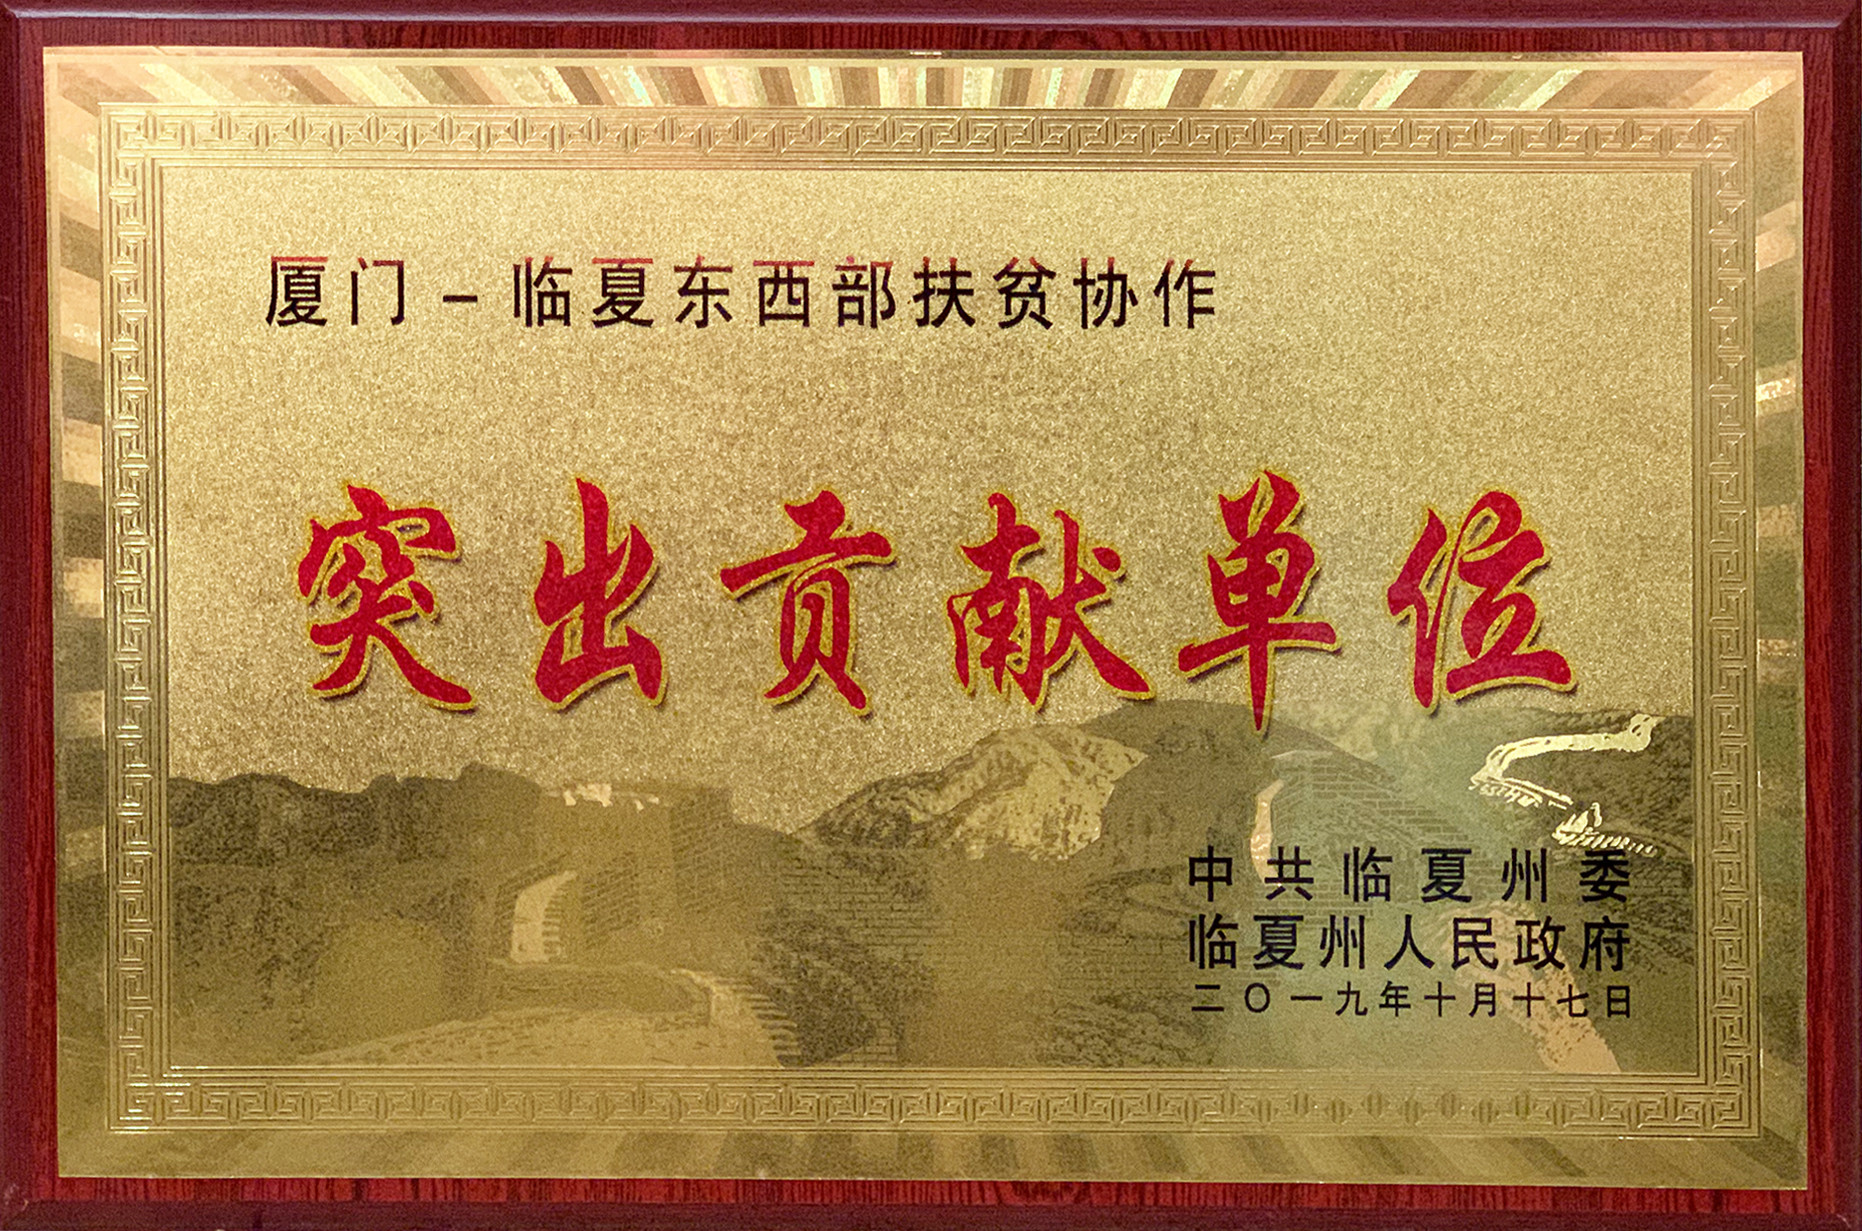 厦门－临夏东西部扶贫协作
突出贡献单位
中共临夏州委
临夏州人民政府
二〇一九年十月十七日